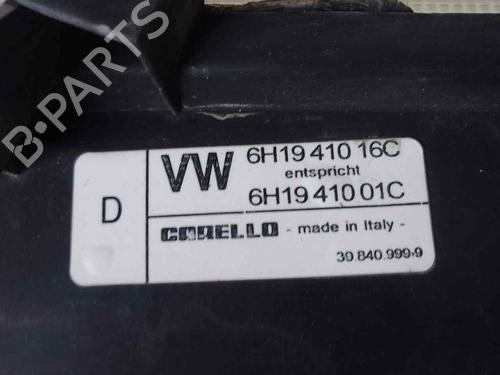 B-PARTS
D
VW
6H19 410 16C
entspricht
6H19 410 01C
CARELLO - made in Italy -
30 840.999-9